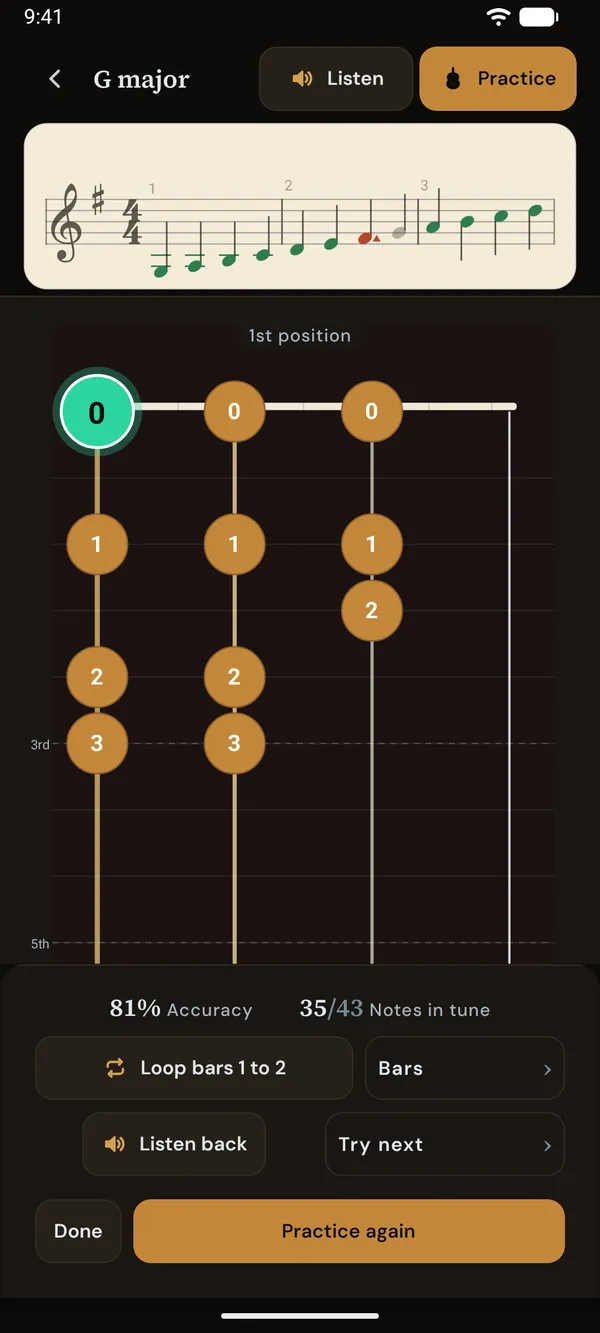 9:41
G major
Listen
Practice
1 2 3
4
4
1st position
0 0 0
1 1 1
2
2 2
3rd 3 3
5th
81% Accuracy 35/43 Notes in tune
Loop bars 1 to 2
Bars
Listen back
Try next
Done
Practice again